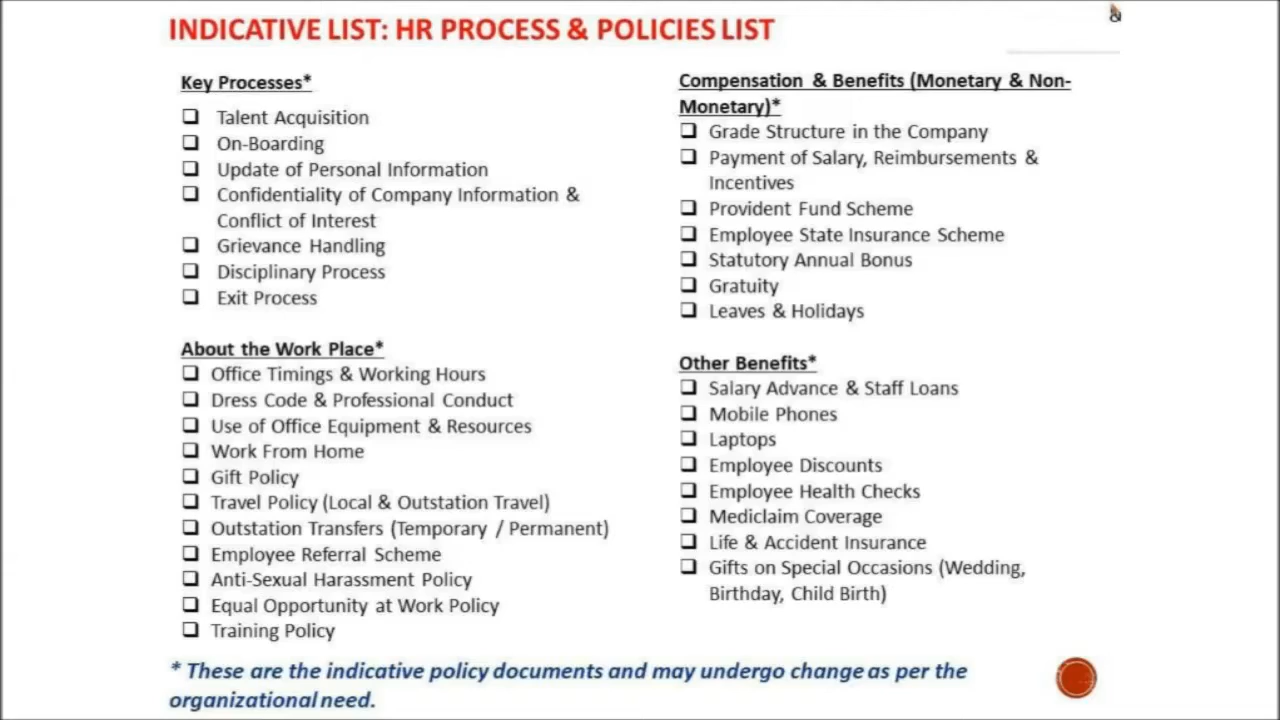 INDICATIVE LIST: HR PROCESS & POLICIES LIST
&
Key Processes*
Talent Acquisition
On-Boarding
Update of Personal Information
Confidentiality of Company Information &
Conflict of Interest
Grievance Handling
Disciplinary Process
Exit Process
About the Work Place*
Office Timings & Working Hours
Dress Code & Professional Conduct
Use of Office Equipment & Resources
Work From Home
Gift Policy
Travel Policy (Local & Outstation Travel)
Outstation Transfers (Temporary / Permanent)
Employee Referral Scheme
Anti-Sexual Harassment Policy
Equal Opportunity at Work Policy
Training Policy
Compensation & Benefits (Monetary & Non-
Monetary)*
Grade Structure in the Company
Payment of Salary, Reimbursements &
Incentives
Provident Fund Scheme
Employee State Insurance Scheme
Statutory Annual Bonus
Gratuity
Leaves & Holidays
Other Benefits*
Salary Advance & Staff Loans
Mobile Phones
Laptops
Employee Discounts
Employee Health Checks
Mediclaim Coverage
Life & Accident Insurance
Gifts on Special Occasions (Wedding,
Birthday, Child Birth)
* These are the indicative policy documents and may undergo change as per the
organizational need.